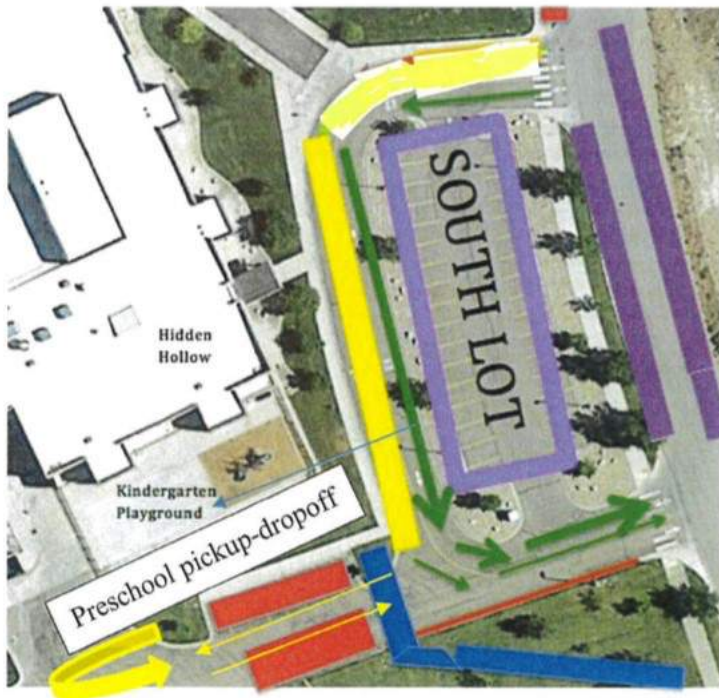 SOUTH LOT
Hidden
Hollow
Kindergarten
Playground
Preschool pickup-dropoff